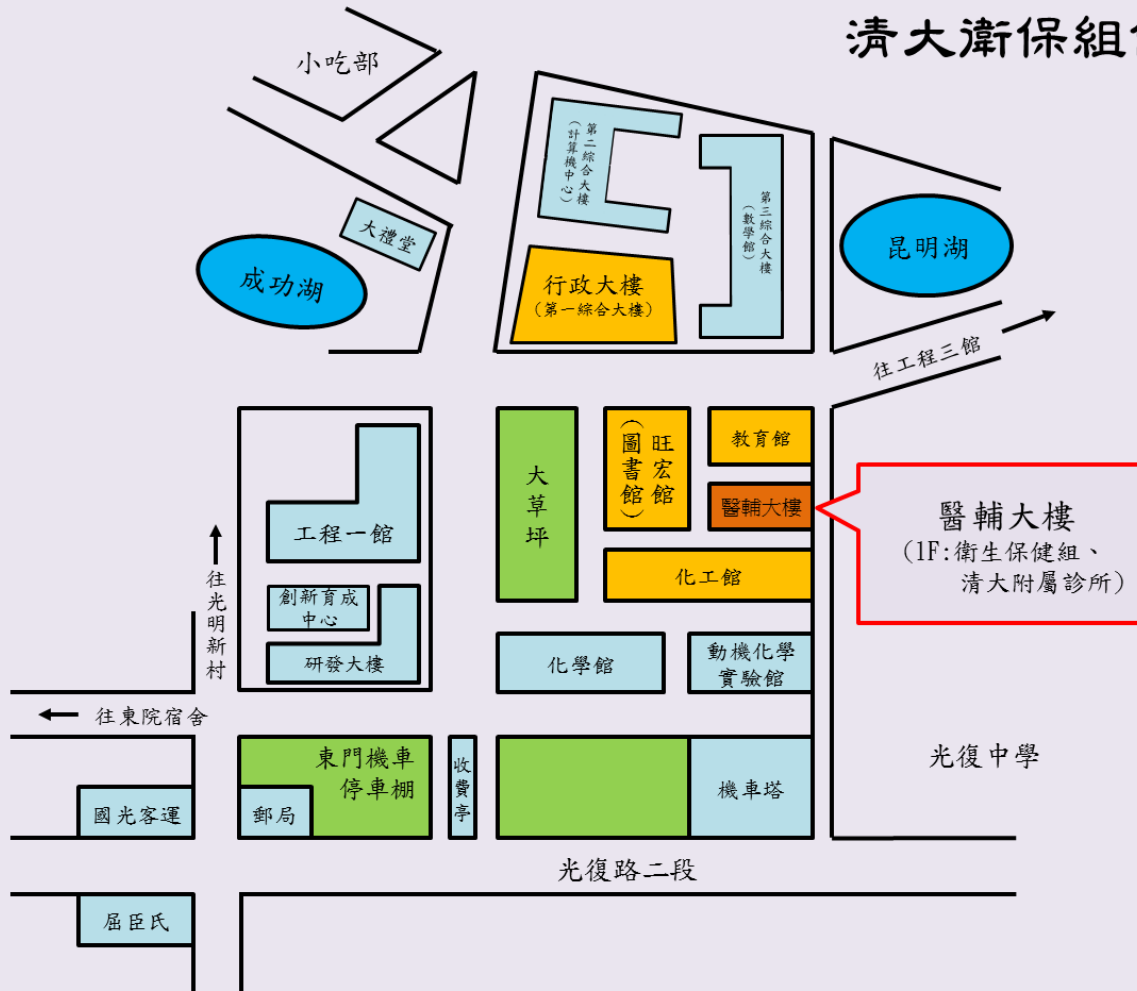 清大衛保組
小吃部
第二綜合大樓
(計算機中心)
第三綜合大樓
(數學館)
大禮堂
成功湖
昆明湖
行政大樓
(第一綜合大樓)
往工程三館
大草坪
旺宏館
(圖書館)
教育館
醫輔大樓
醫輔大樓
(1F:衛生保健組、
清大附屬診所)
工程一館
化工館
往光明新村
創新育成
中心
研發大樓
化學館
動機化學
實驗館
往東院宿舍
東門機車
停車棚
收費亭
光復中學
國光客運
郵局
機車塔
光復路二段
屈臣氏